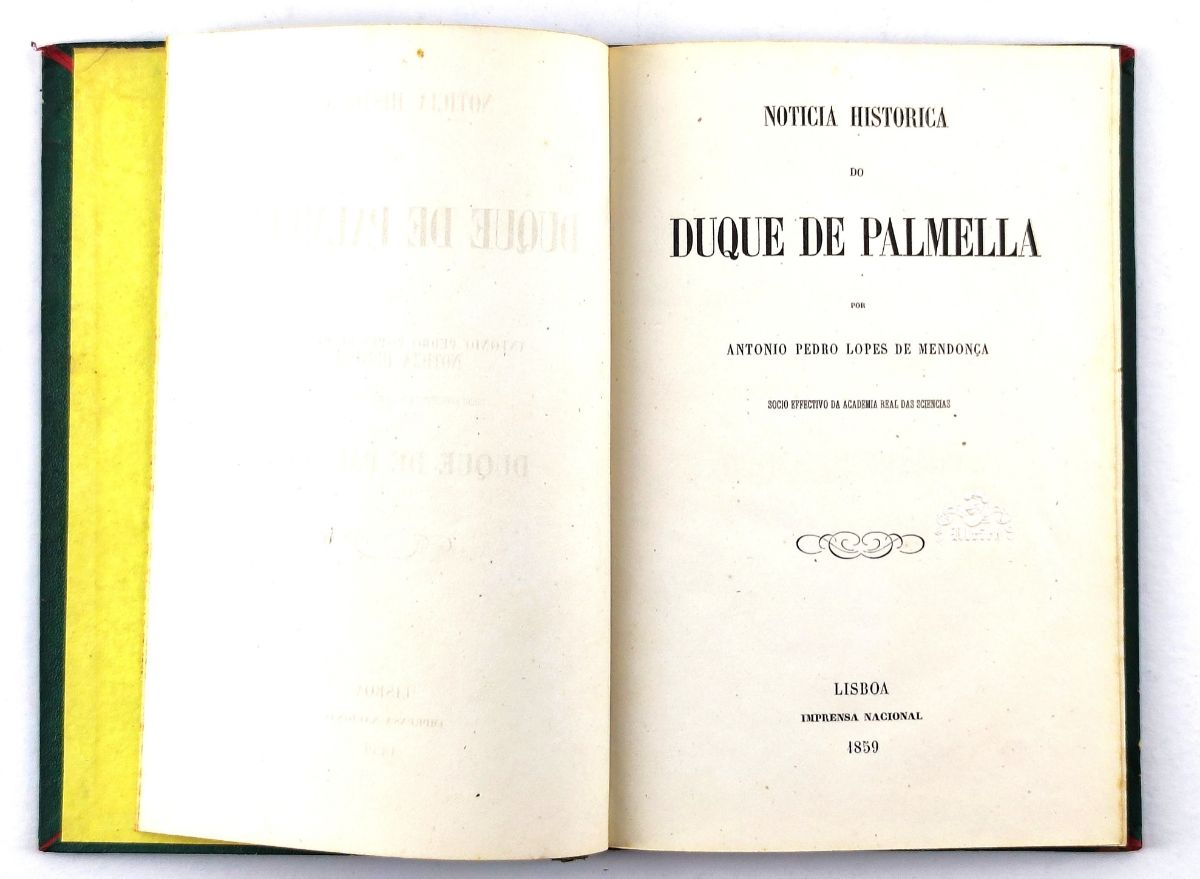 NOTICIA HISTORICA
DO
DUQUE DE PALMELLA
POR
ANTONIO PEDRO LOPES DE MENDONÇA
SOCIO EFFECTIVO DA ACADEMIA REAL DAS SCIENCIAS
LISBOA
IMPRENSA NACIONAL
1859